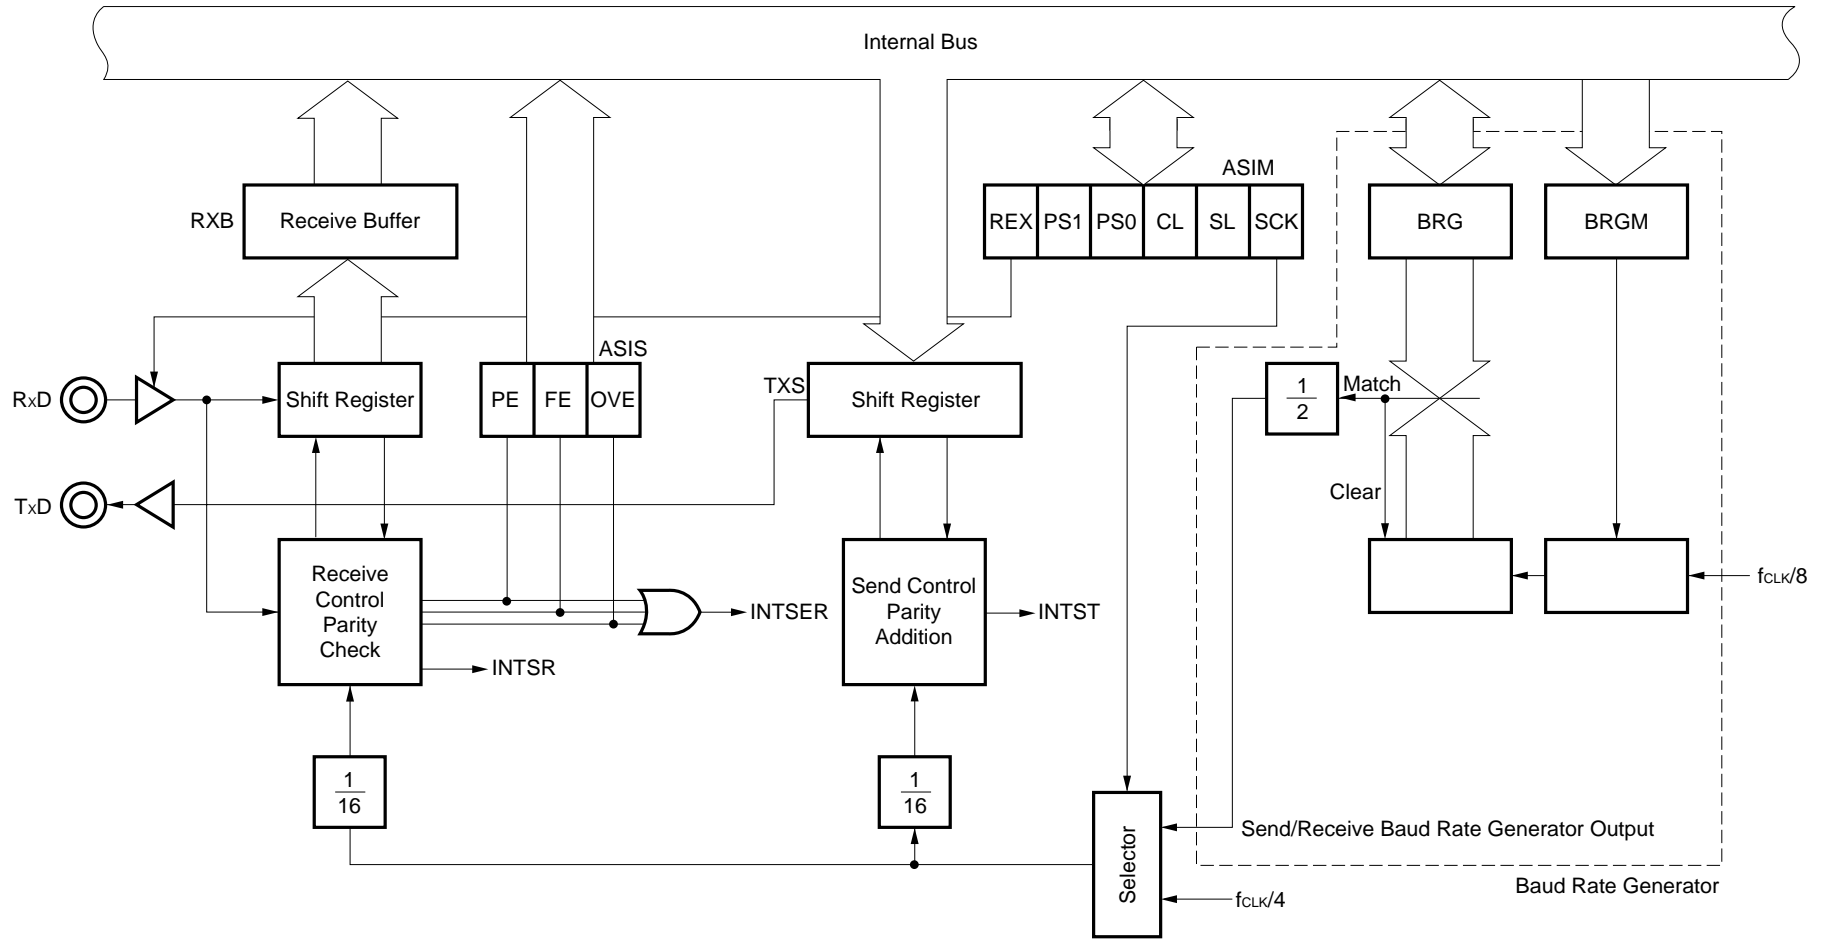 Internal Bus
ASIM
RXB
Receive Buffer
REX
PS1
PS0
CL
SL
SCK
BRG
BRGM
ASIS
RxD
Shift Register
PE
FE
OVE
TXS
Shift Register
1
2
Match
Clear
TxD
Receive
Control
Parity
Check
INTSER
INTSR
Send Control
Parity
Addition
INTST
fCLK/8
1
16
1
16
Selector
Send/Receive Baud Rate Generator Output
Baud Rate Generator
fCLK/4